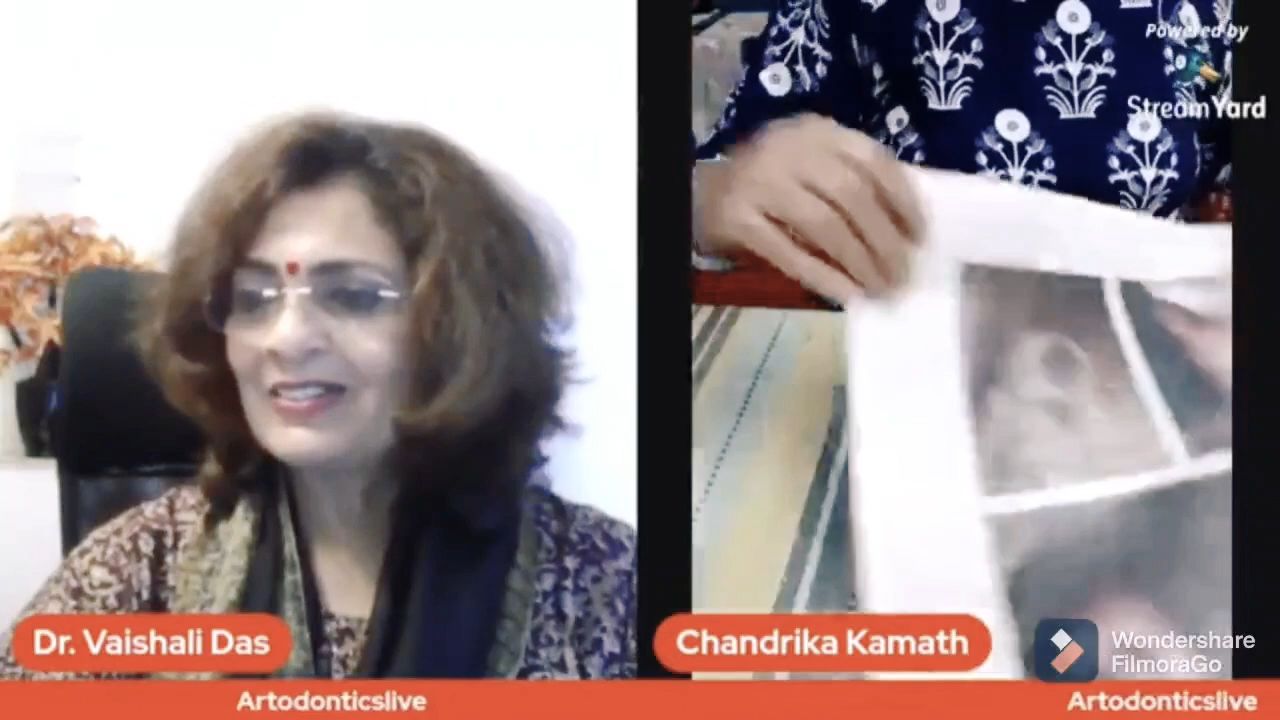 Powered by
StreamYard
Dr. Vaishali Das
Chandrika Kamath
Wondershare
FilmoraGo
Artodonticslive
Artodonticslive